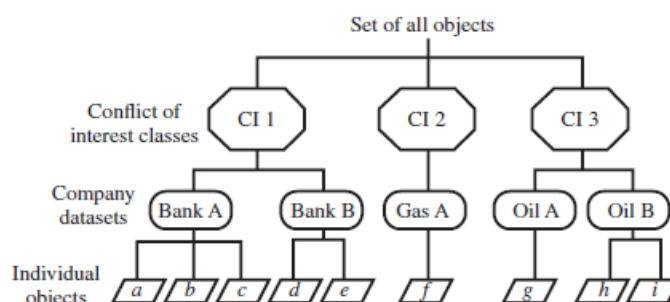 Set of all objects
Conflict of
interest classes
CI 1
CI 2
CI 3
Company
datasets
Bank A
Bank B
Gas A
Oil A
Oil B
Individual
objects
a
b
c
d
e
f
g
h
i